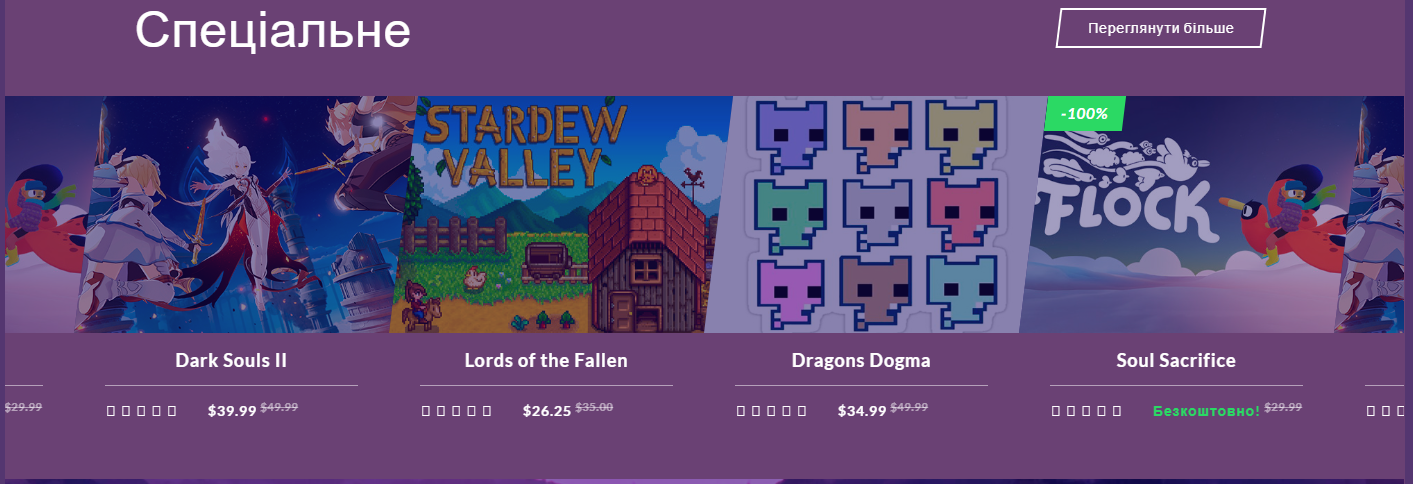 Спеціальне
Переглянути більше
STARDEW
VALLEY
-100%
FLOCK
Dark Souls II
Lords of the Fallen
Dragons Dogma
Soul Sacrifice
$29.99
$39.99 $49.99
$26.25 $35.00
$34.99 $49.99
Безкоштовно! $29.99